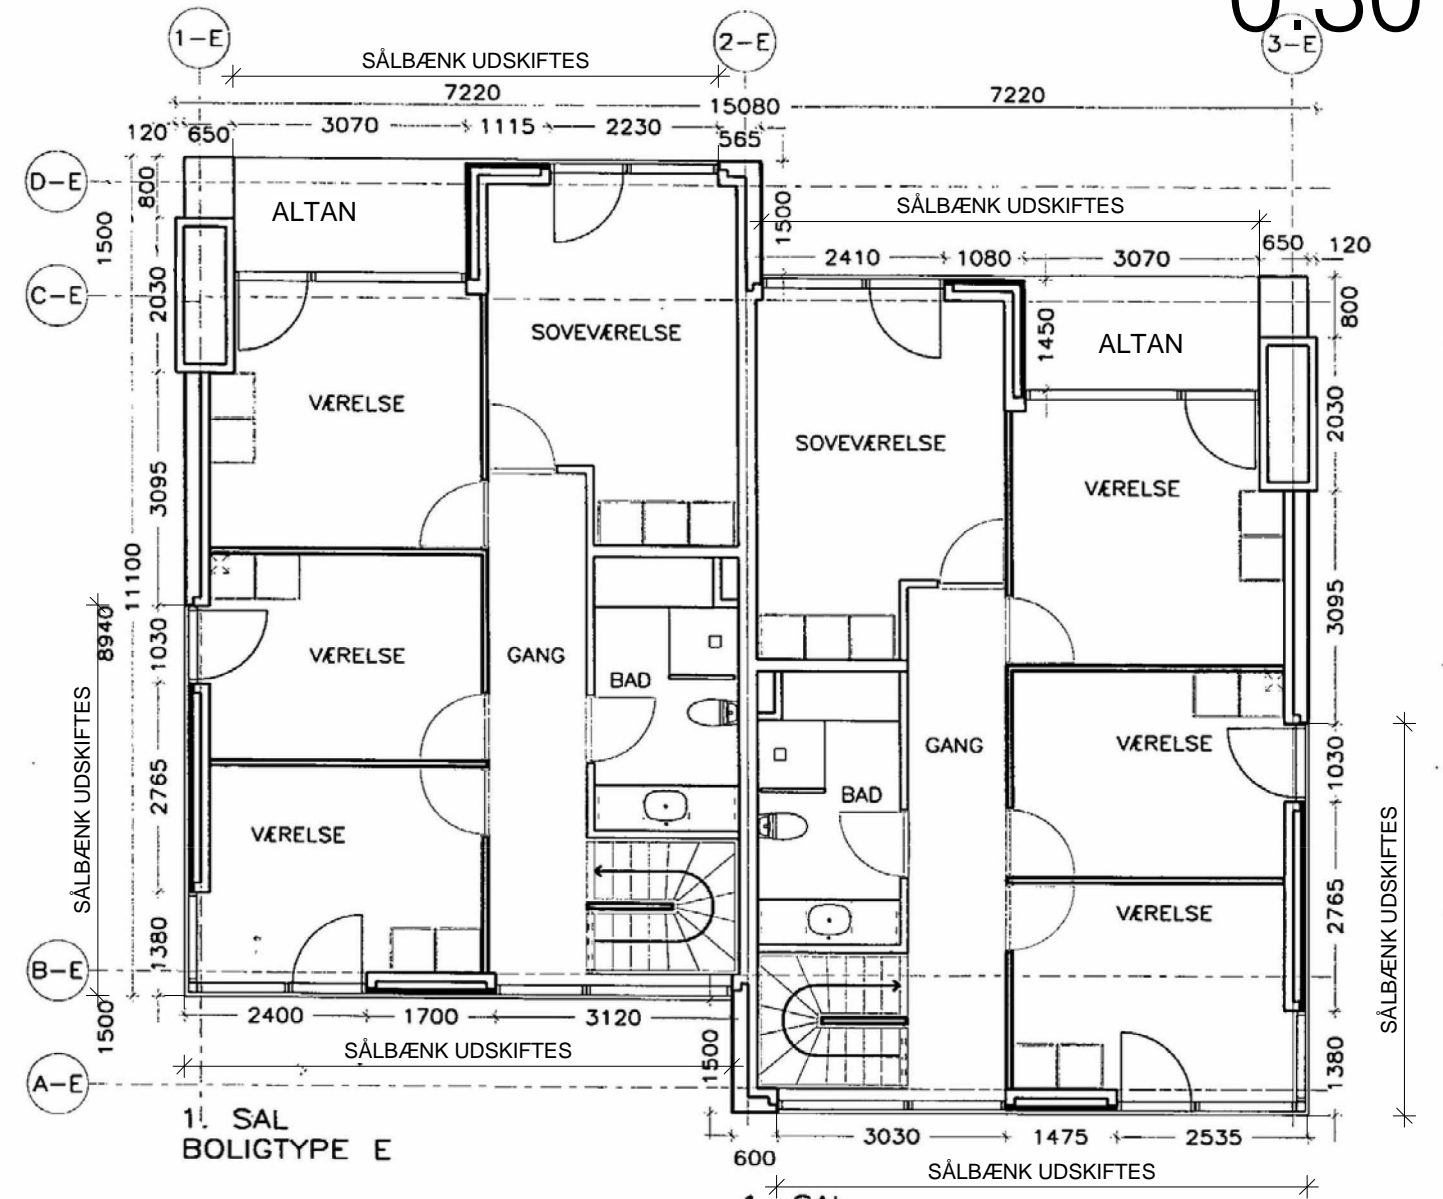 1-E
2-E
3-E
SÅLBÆNK UDSKIFTES
7220
15080
7220
120
650
3070
1115
2230
565
D-E
800
1500
ALTAN
1500
SÅLBÆNK UDSKIFTES
2410
1080
3070
650
120
C-E
2030
SOVEVÆRELSE
1450
ALTAN
800
VÆRELSE
2030
SOVEVÆRELSE
VÆRELSE
3095
11100
8940
1030
VÆRELSE
GANG
BAD
3095
SÅLBÆNK UDSKIFTES
2765
VÆRELSE
GANG
BAD
VÆRELSE
1030
SÅLBÆNK UDSKIFTES
VÆRELSE
2765
1380
B-E
1500
2400
1700
3120
SÅLBÆNK UDSKIFTES
1500
1380
A-E
1. SAL
BOLIGTYPE E
3030
1475
2535
600
SÅLBÆNK UDSKIFTES